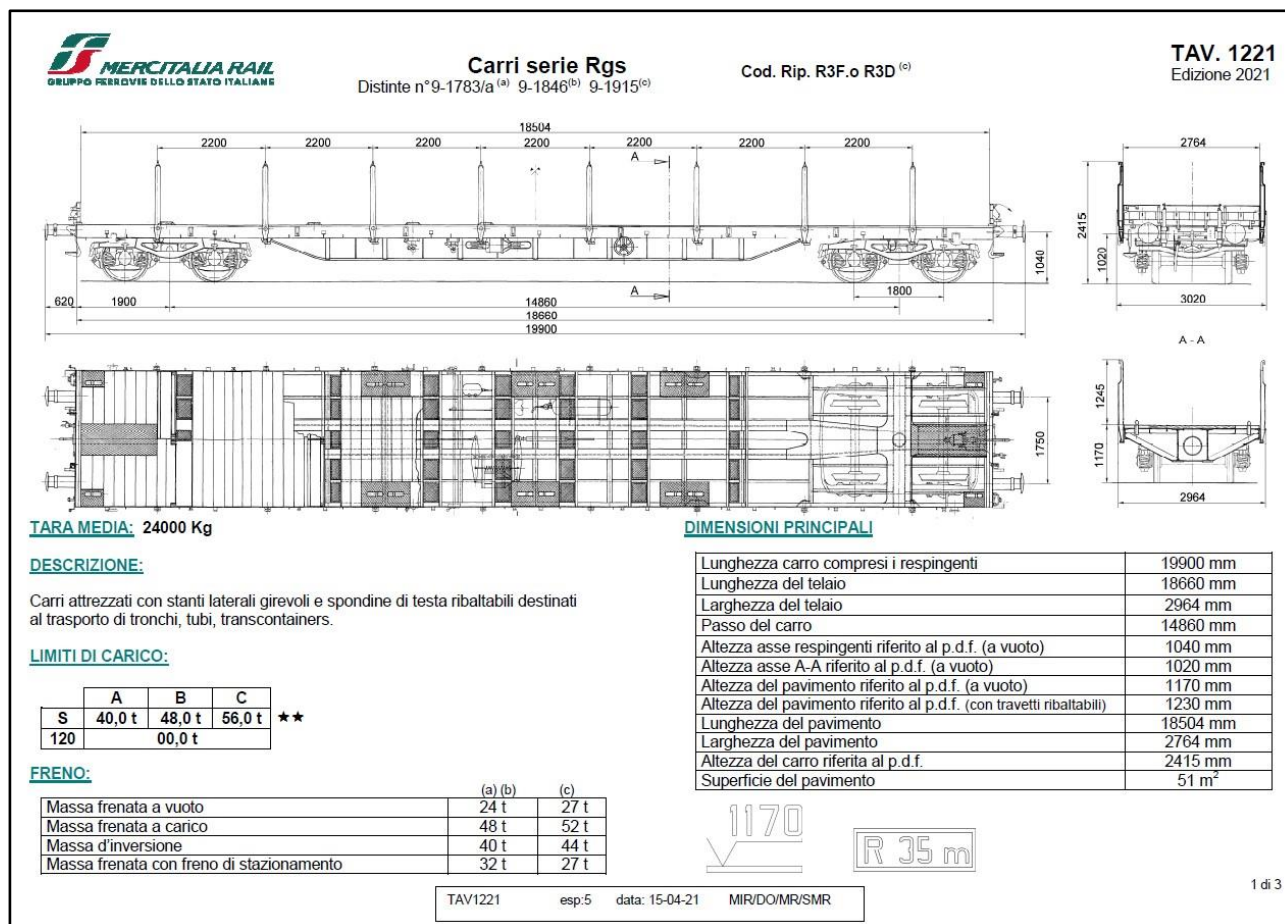 MERCITALIA RAIL
GRUPPO FERROVIE DELLO STATO ITALIANE
Carri serie Rgs
Distinte n°9-1783/a (a) 9-1846(b) 9-1915(c)
Cod. Rip. R3F.o R3D (c)
TAV. 1221
Edizione 2021
18504
2200 2200 2200 2200 2200 2200 2200
A
A
620 1900 14860 1800
18660
19900
1040
2764
2415
1020
3020
A - A
1245
1170
1750
2964
TARA MEDIA: 24000 Kg
DESCRIZIONE:
Carri attrezzati con stanti laterali girevoli e spondine di testa ribaltabili destinati
al trasporto di tronchi, tubi, transcontainers.
LIMITI DI CARICO:
A B C
S 40,0 t 48,0 t 56,0 t ★★
120 00,0 t
FRENO:
(a) (b) (c)
Massa frenata a vuoto 24 t 27 t
Massa frenata a carico 48 t 52 t
Massa d'inversione 40 t 44 t
Massa frenata con freno di stazionamento 32 t 27 t
DIMENSIONI PRINCIPALI
Lunghezza carro compresi i respingenti 19900 mm
Lunghezza del telaio 18660 mm
Larghezza del telaio 2964 mm
Passo del carro 14860 mm
Altezza asse respingenti riferito al p.d.f. (a vuoto) 1040 mm
Altezza asse A-A riferito al p.d.f. (a vuoto) 1020 mm
Altezza del pavimento riferito al p.d.f. (a vuoto) 1170 mm
Altezza del pavimento riferito al p.d.f. (con travetti ribaltabili) 1230 mm
Lunghezza del pavimento 18504 mm
Larghezza del pavimento 2764 mm
Altezza del carro riferita al p.d.f. 2415 mm
Superficie del pavimento 51 m²
1170
R 35 m
1 di 3
TAV1221 esp:5 data: 15-04-21 MIR/DO/MR/SMR